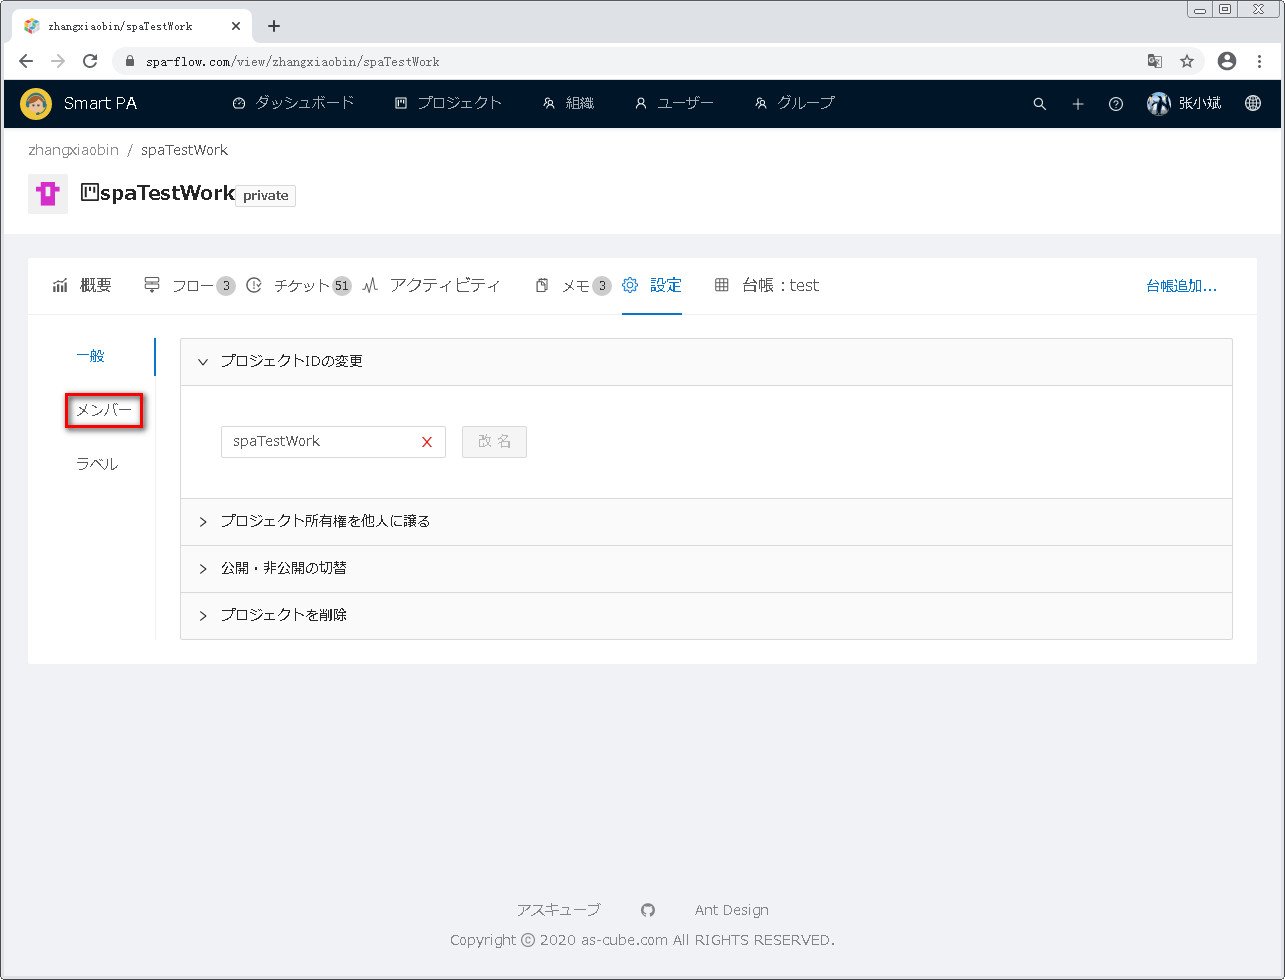 zhangxiaobin/spaTestWork
spa-flow.com/view/zhangxiaobin/spaTestWork
Smart PA ダッシュボード プロジェクト 組織 ユーザー グループ 张小斌
zhangxiaobin / spaTestWork
spaTestWork private
概要 フロー 3 チケット 51 アクティビティ メモ 3 設定 台帳：test 台帳追加...
一般
メンバー
ラベル
プロジェクトIDの変更
spaTestWork 改 名
プロジェクト所有権を他人に譲る
公開・非公開の切替
プロジェクトを削除
アスキューブ Ant Design
Copyright © 2020 as-cube.com All RIGHTS RESERVED.